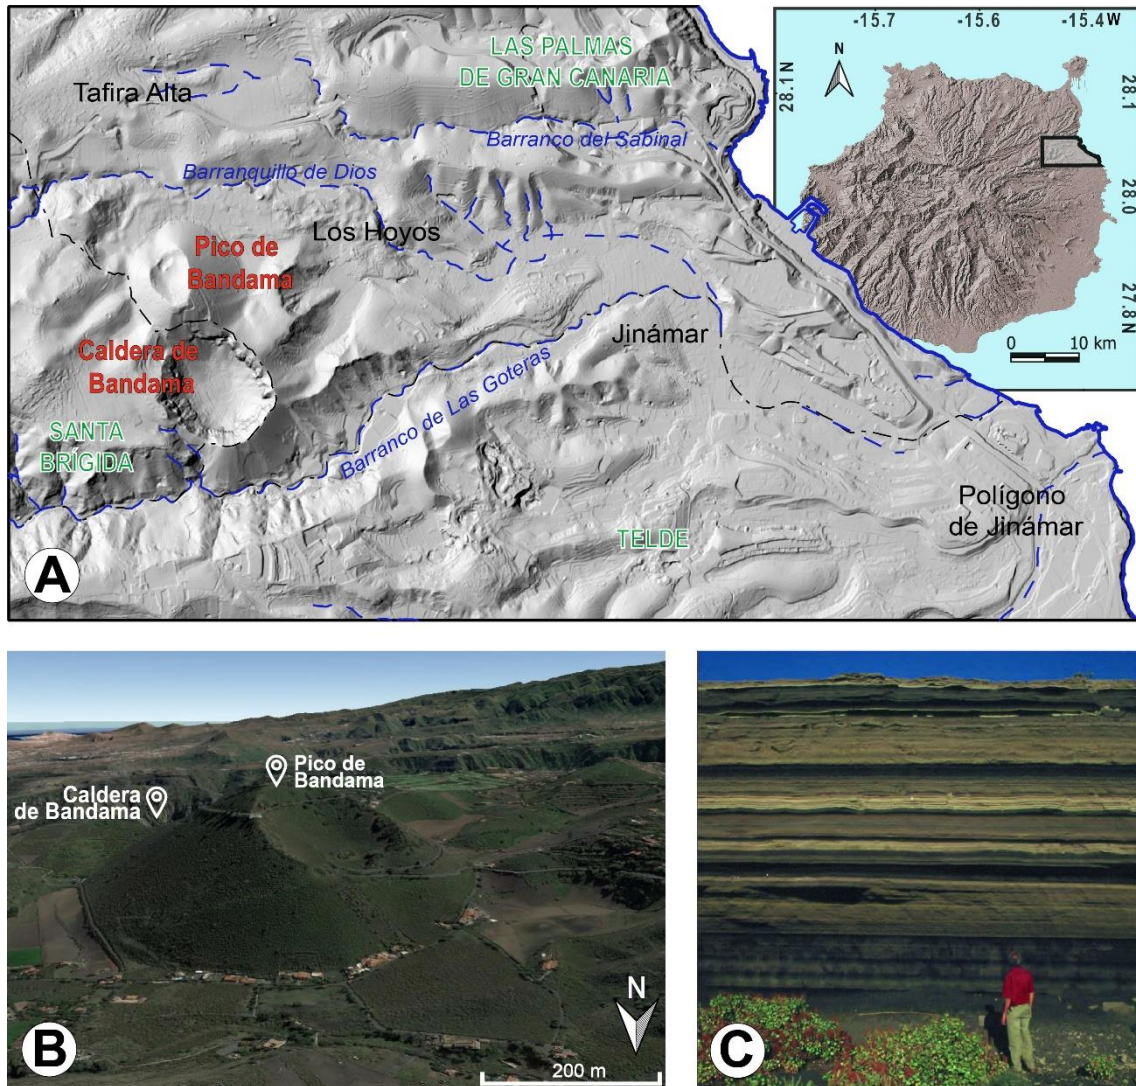 LAS PALMAS
DE GRAN CANARIA
Tafira Alta
Barranco del Sabinal
Barranquillo de Dios
Los Hoyos
Pico de
Bandama
Caldera de
Bandama
Jinámar
Barranco de Las Goteras
SANTA
BRÍGIDA
Polígono
de Jinámar
TELDE
A
-15.7
-15.6
-15.4
W
N
28.1 N
28.1
28.0
27.8 N
0
10 km
Pico de
Bandama
Caldera
de Bandama
N
B
200 m
C